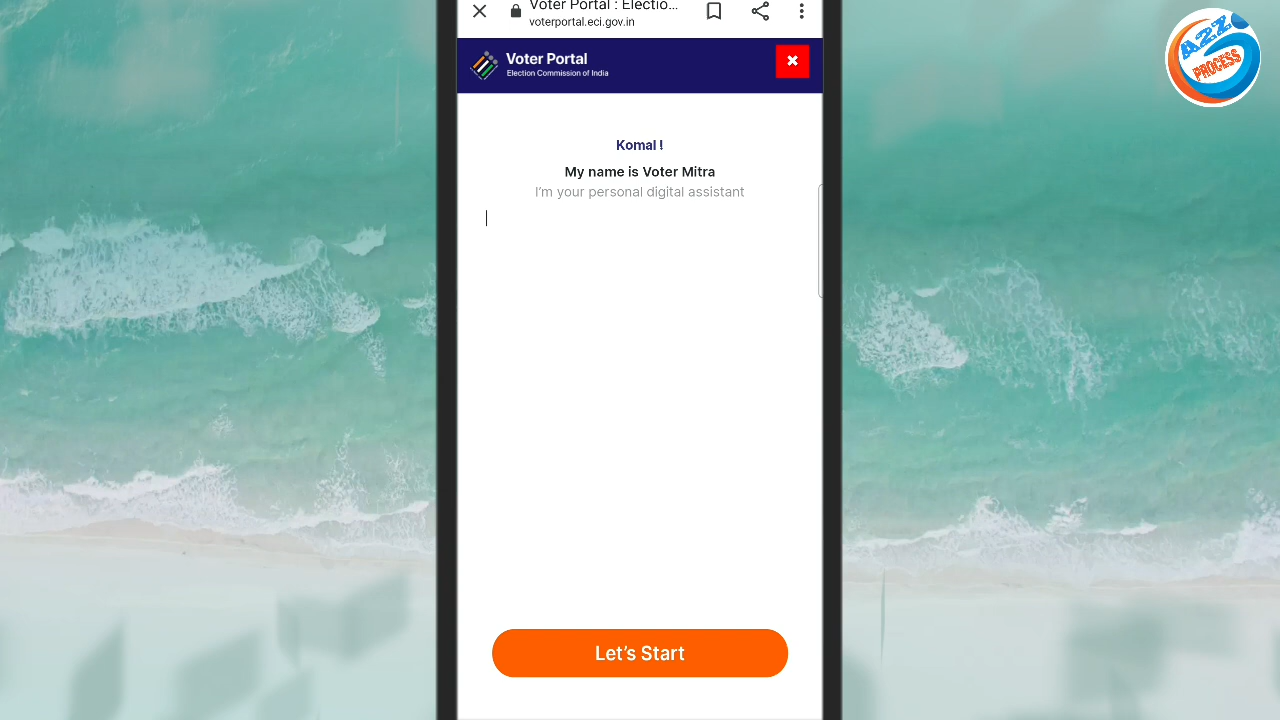 Voter Portal : Electio...
voterportal.eci.gov.in
Voter Portal
Election Commission of India
A2Z
PROCESS
Komal !
My name is Voter Mitra
I'm your personal digital assistant
Let's Start